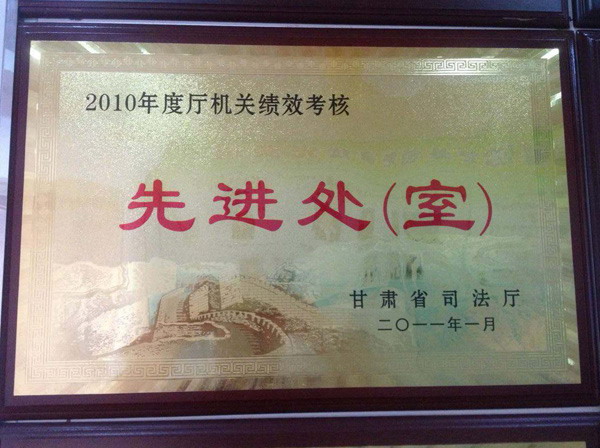 2010年度厅机关绩效考核
先进处(室)
甘肃省司法厅
二〇一一年一月